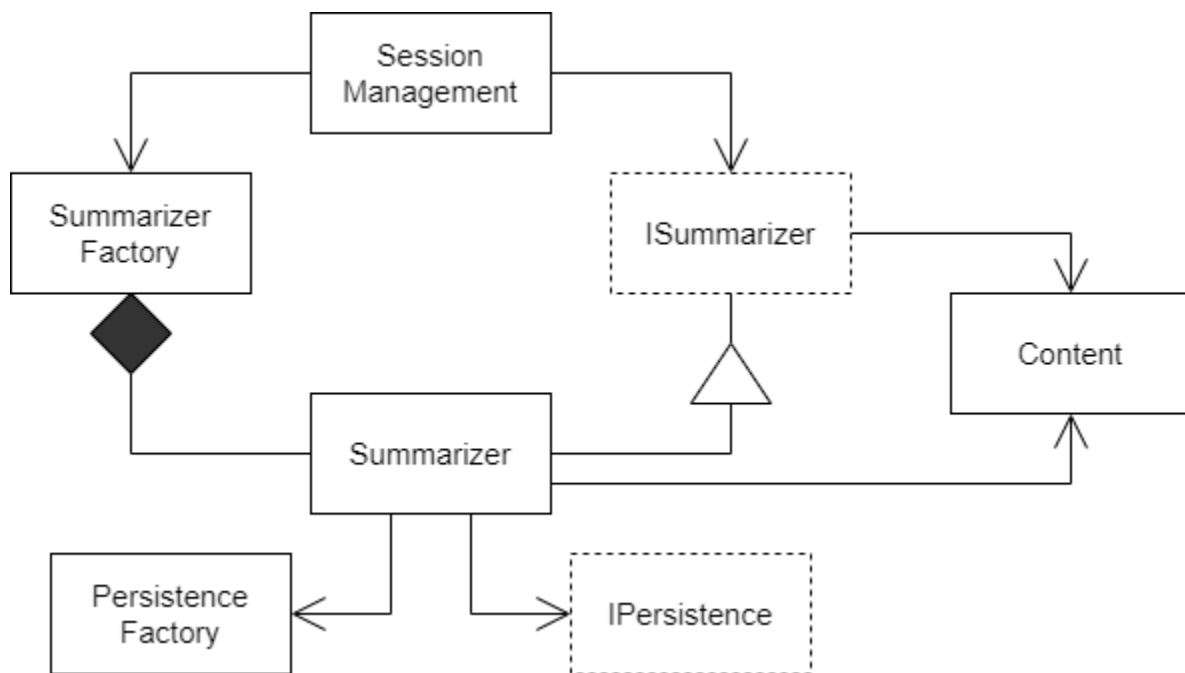 Session
Management
Summarizer
Factory
ISummarizer
Content
Summarizer
Persistence
Factory
IPersistence